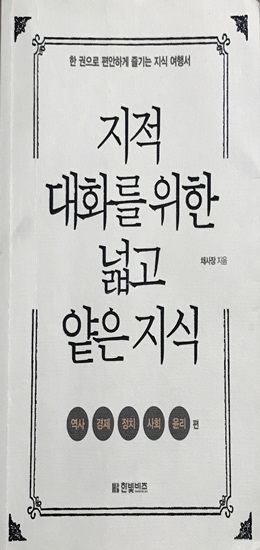 한 권으로 편안하게 즐기는 지식 여행서
지적
대화를 위한
넓고
채사장 지음
얕은 지식
역사 경제 정치 사회 윤리 편
한빛비즈